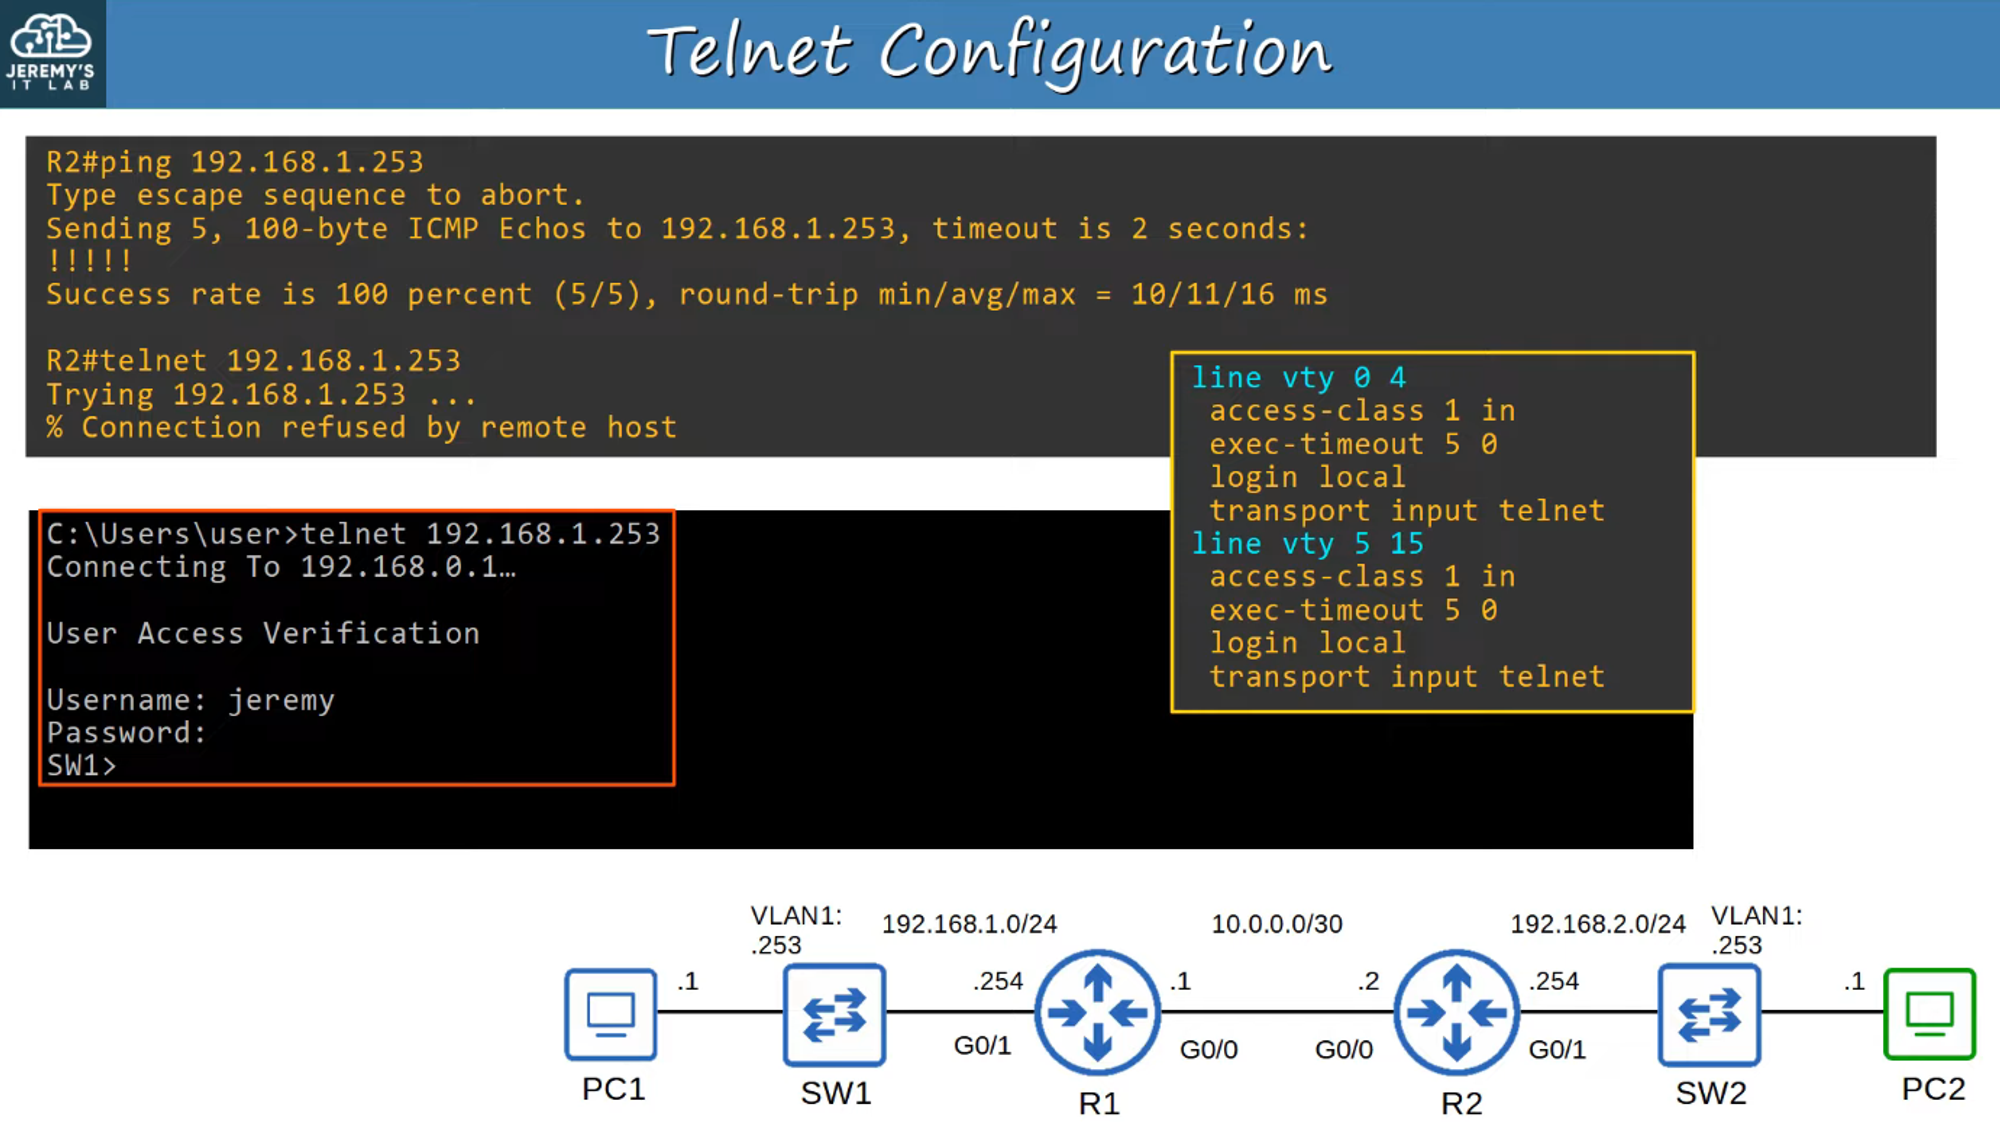 JEREMY'S
IT LAB
Telnet Configuration
R2#ping 192.168.1.253
Type escape sequence to abort.
Sending 5, 100-byte ICMP Echos to 192.168.1.253, timeout is 2 seconds:
!!!!!
Success rate is 100 percent (5/5), round-trip min/avg/max = 10/11/16 ms
R2#telnet 192.168.1.253
Trying 192.168.1.253 ...
% Connection refused by remote host
line vty 0 4
access-class 1 in
exec-timeout 5 0
login local
transport input telnet
line vty 5 15
access-class 1 in
exec-timeout 5 0
login local
transport input telnet
C:\Users\user>telnet 192.168.1.253
Connecting To 192.168.0.1…
User Access Verification
Username: jeremy
Password:
SW1>
VLAN1:
.253
192.168.1.0/24
10.0.0.0/30
192.168.2.0/24
VLAN1:
.253
.1
.254
.1
.2
.254
.1
G0/1
G0/0
G0/0
G0/1
PC1
SW1
R1
R2
SW2
PC2